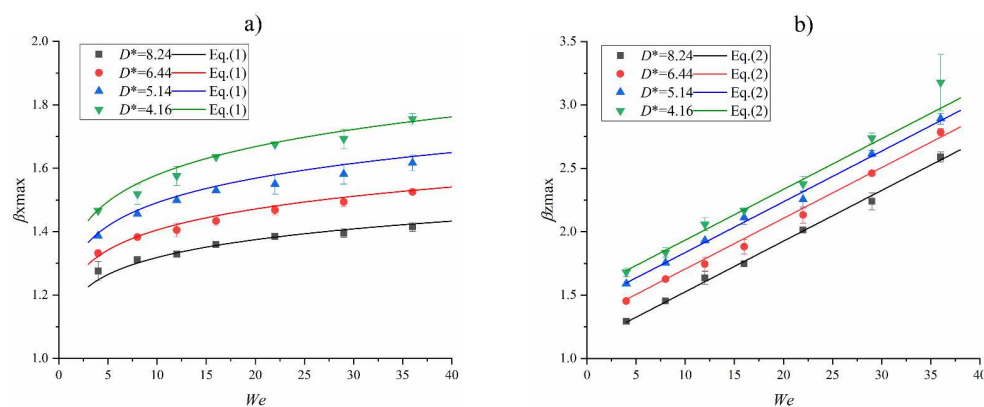 a)
2.0
1.8
1.6
1.4
1.2
1.0
βxmax
D*=8.24 Eq.(1)
D*=6.44 Eq.(1)
D*=5.14 Eq.(1)
D*=4.16 Eq.(1)
0 5 10 15 20 25 30 35 40
We
b)
3.5
3.0
2.5
2.0
1.5
1.0
βzmax
D*=8.24 Eq.(2)
D*=6.44 Eq.(2)
D*=5.14 Eq.(2)
D*=4.16 Eq.(2)
0 5 10 15 20 25 30 35 40
We